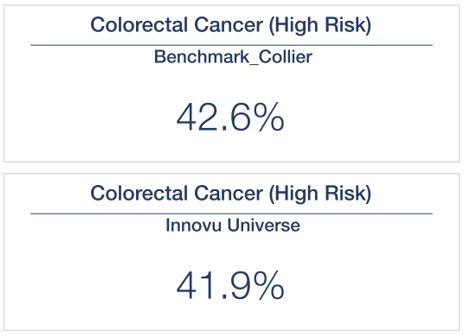 Colorectal Cancer (High Risk)
Benchmark_Collier
42.6%
Colorectal Cancer (High Risk)
Innovu Universe
41.9%